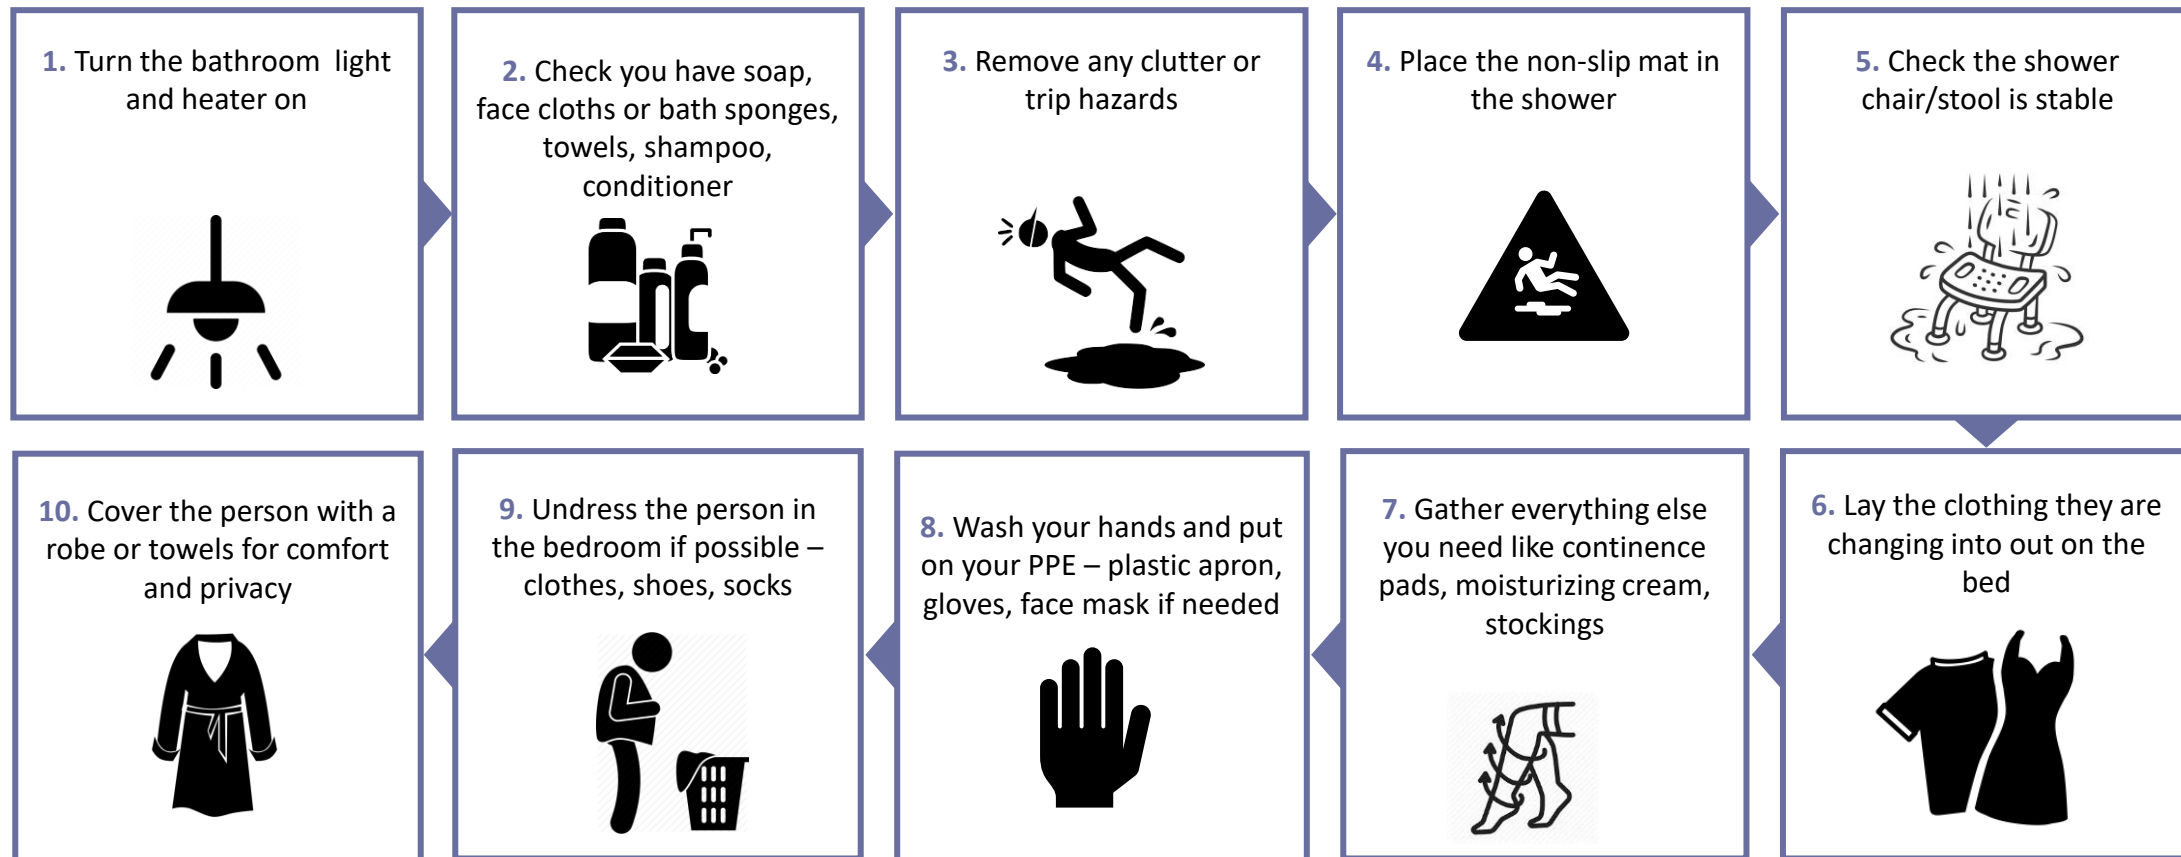 1. Turn the bathroom  light
and heater on
2. Check you have soap,
face cloths or bath sponges,
towels, shampoo,
conditioner
3. Remove any clutter or
trip hazards
4. Place the non-slip mat in
the shower
5. Check the shower
chair/stool is stable
6. Lay the clothing they are
changing into out on the
bed
7. Gather everything else
you need like continence
pads, moisturizing cream,
stockings
8. Wash your hands and put
on your PPE – plastic apron,
gloves, face mask if needed
9. Undress the person in
the bedroom if possible –
clothes, shoes, socks
10. Cover the person with a
robe or towels for comfort
and privacy